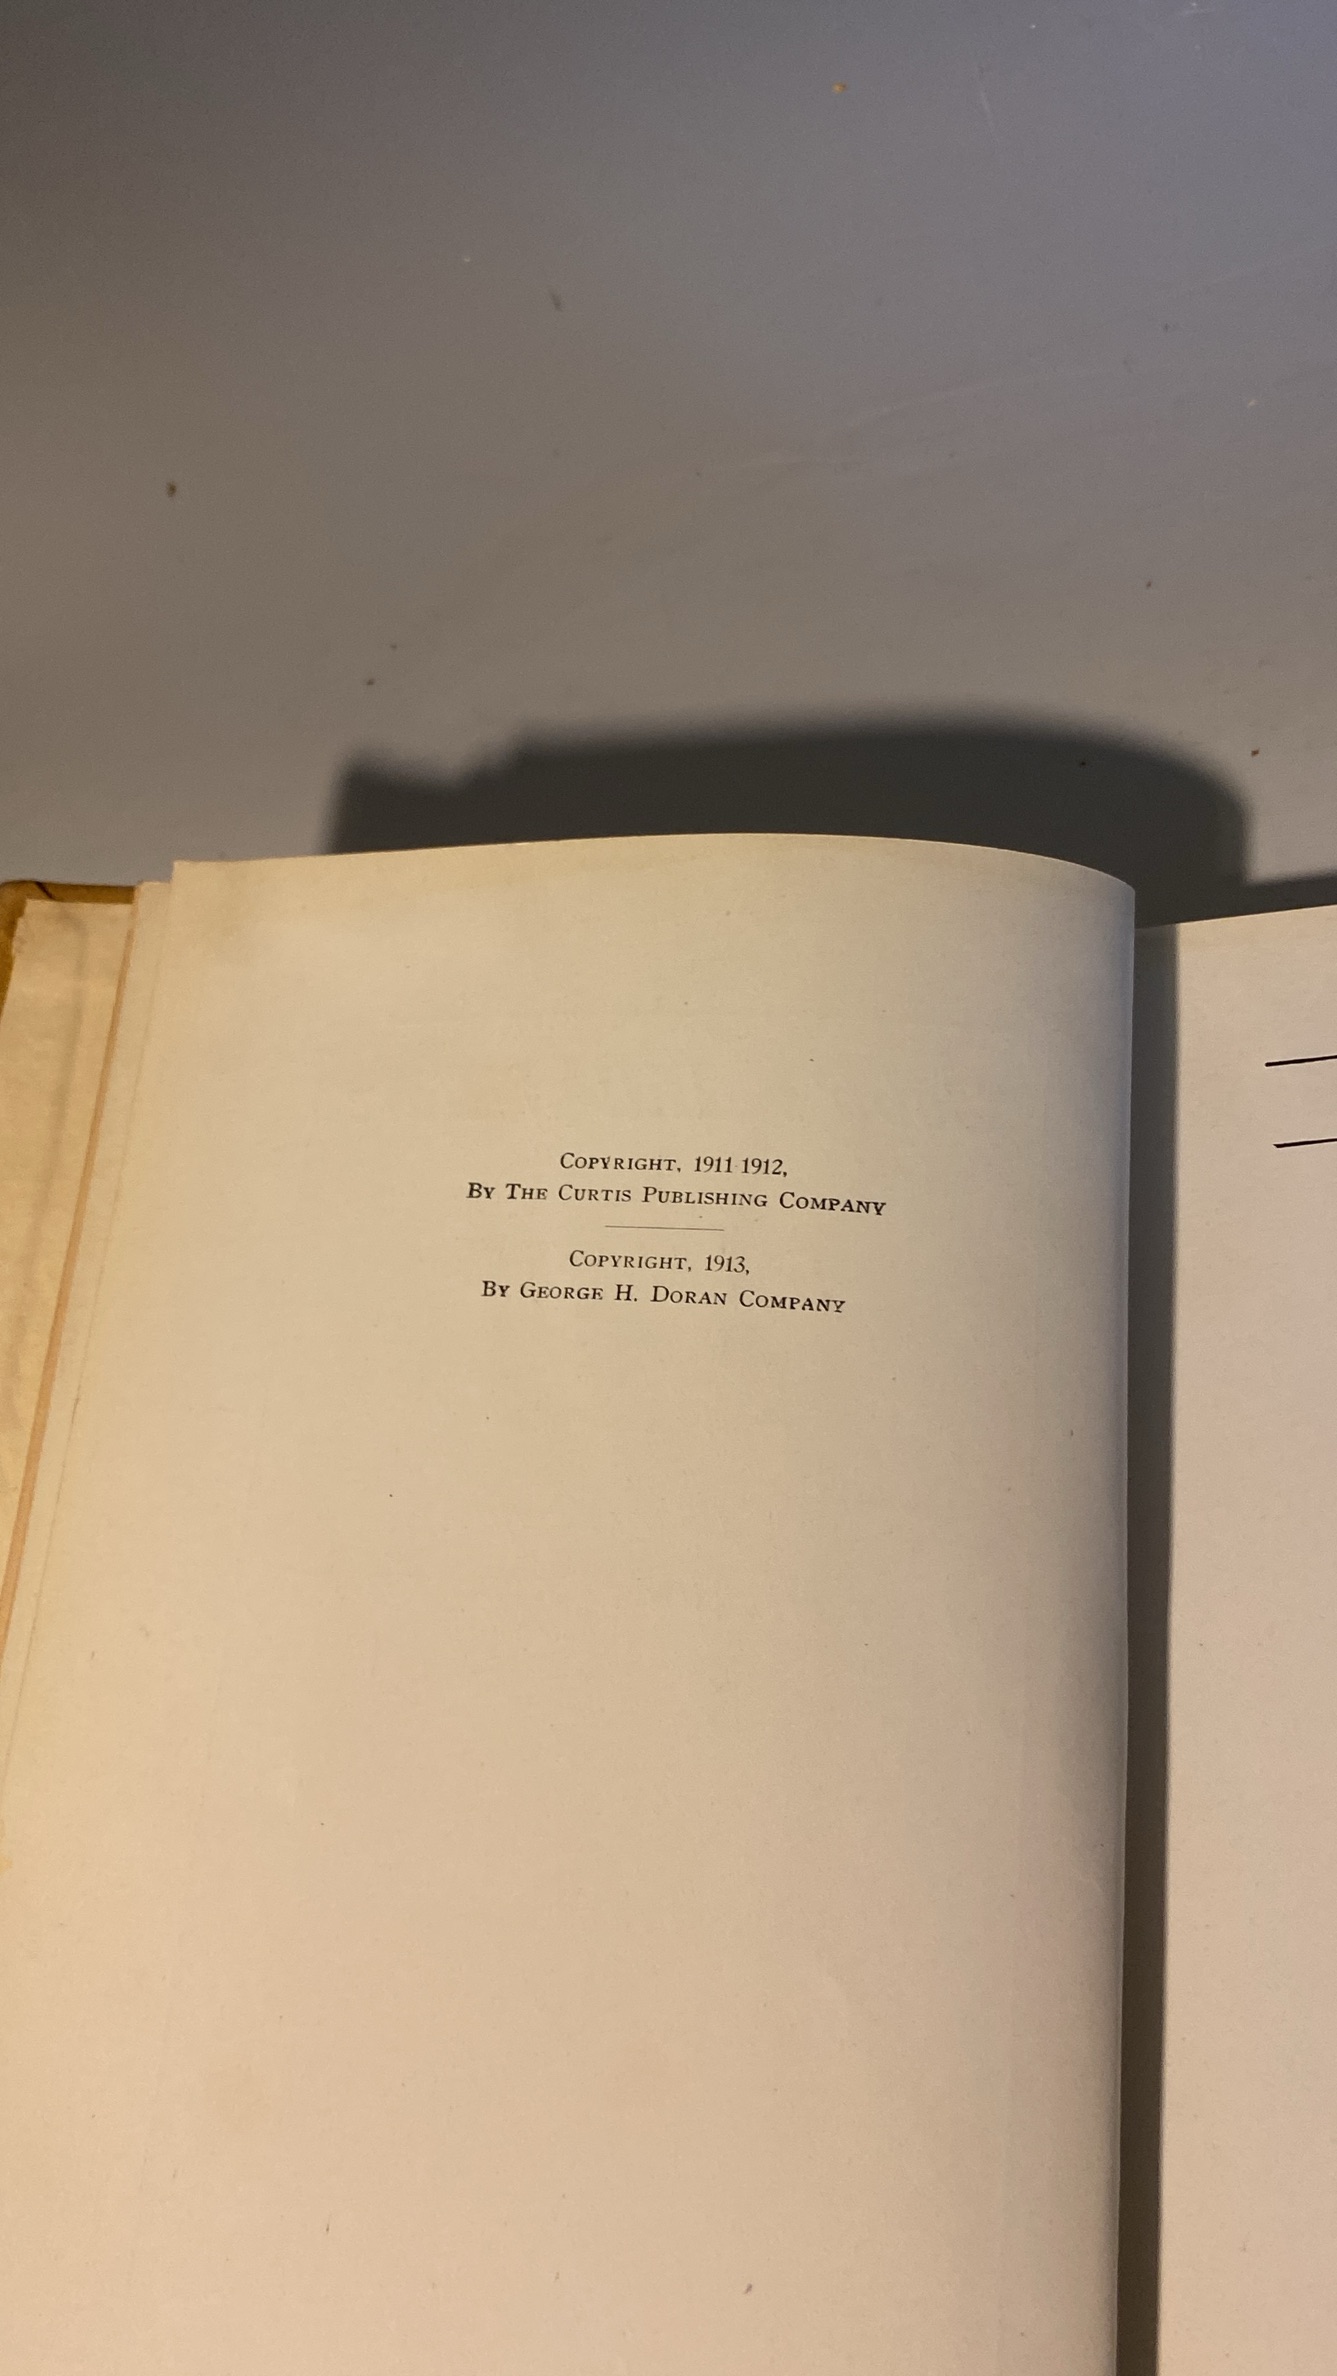 COPYRIGHT, 1911-1912,
BY THE CURTIS PUBLISHING COMPANY
COPYRIGHT, 1913,
BY GEORGE H. DORAN COMPANY